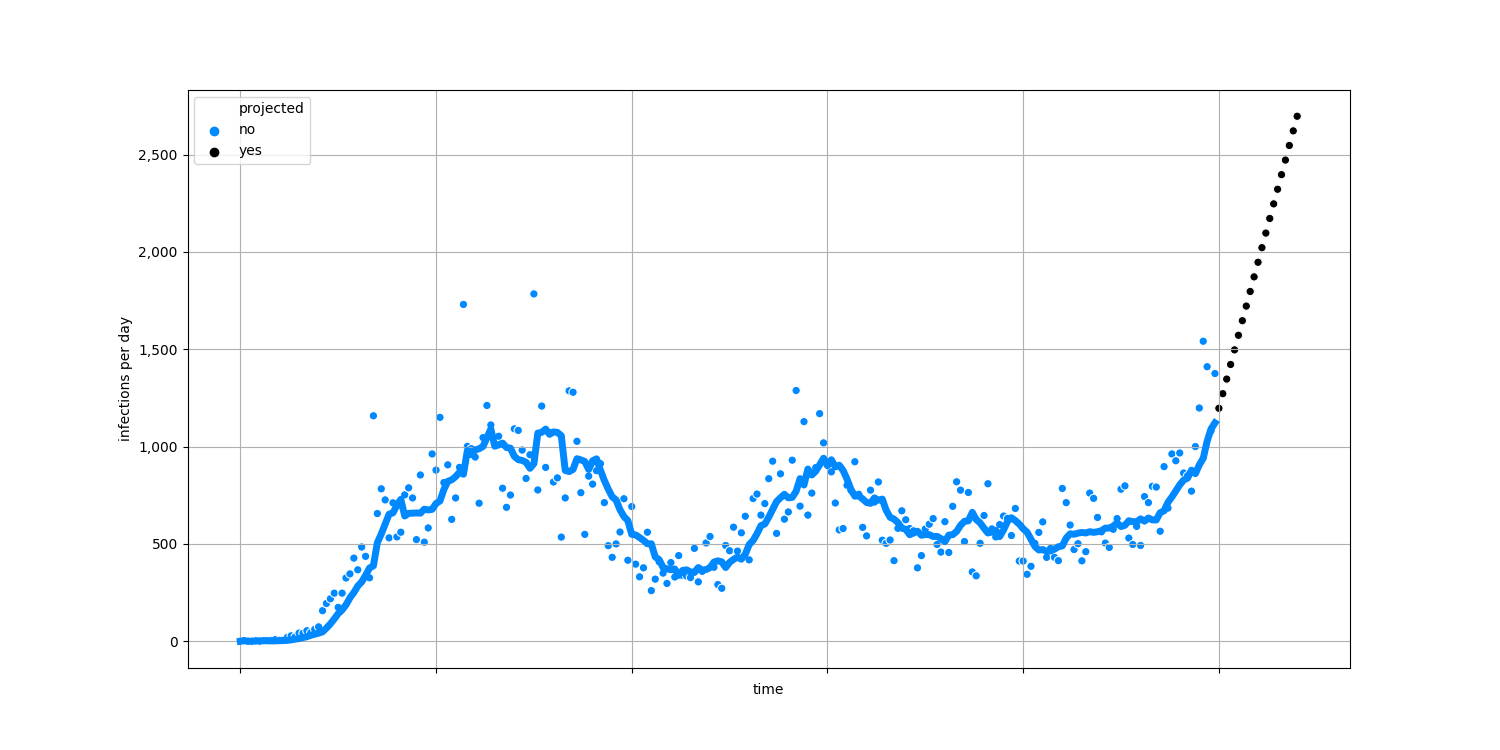 projected
no
yes
2,500
2,000
1,500
1,000
500
0
infections per day
time